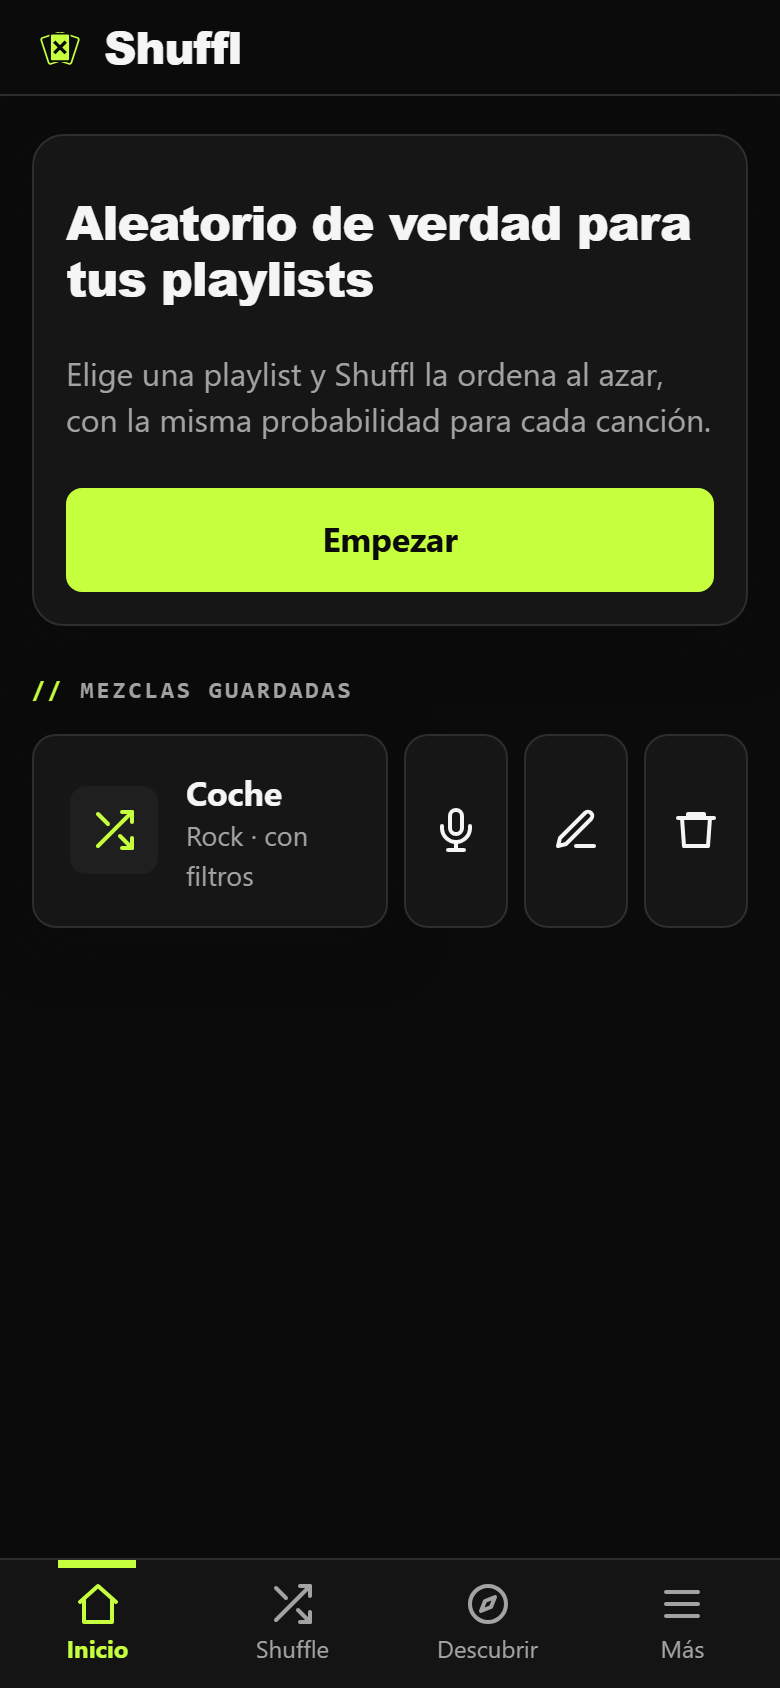 Shuffl
Aleatorio de verdad para
tus playlists
Elige una playlist y Shuffl la ordena al azar,
con la misma probabilidad para cada canción.
Empezar
// MEZCLAS GUARDADAS
Coche
Rock · con
filtros
Inicio
Shuffle
Descubrir
Más